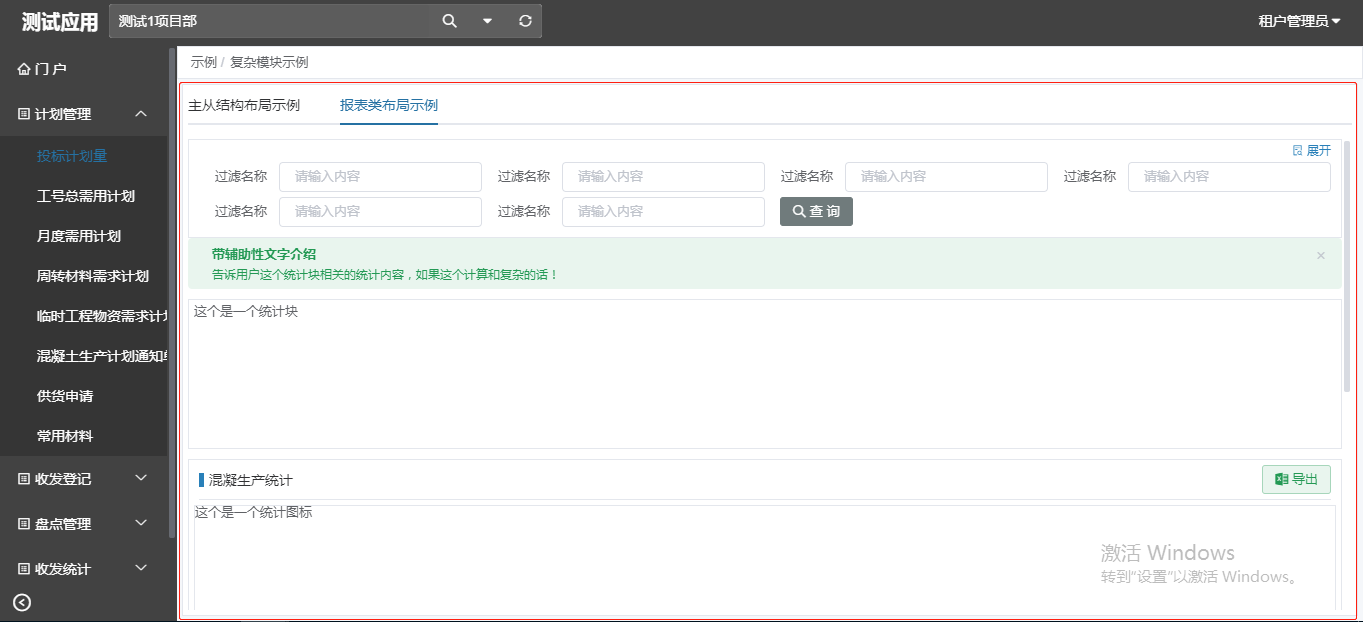 测试应用
测试1项目部
租户管理员
门户
计划管理
投标计划量
工号总需用计划
月度需用计划
周转材料需求计划
临时工程物资需求计
混凝土生产计划通知
供货申请
常用材料
收发登记
盘点管理
收发统计
示例 / 复杂模块示例
主从结构布局示例 报表类布局示例
展开
过滤名称 请输入内容 过滤名称 请输入内容 过滤名称 请输入内容 过滤名称 请输入内容
过滤名称 请输入内容 过滤名称 请输入内容 查 询
带辅助性文字介绍 ×
告诉用户这个统计块相关的统计内容，如果这个计算和复杂的话！
这个是一个统计块
混凝生产统计 导出
这个是一个统计图标
激活 Windows
转到"设置"以激活 Windows。